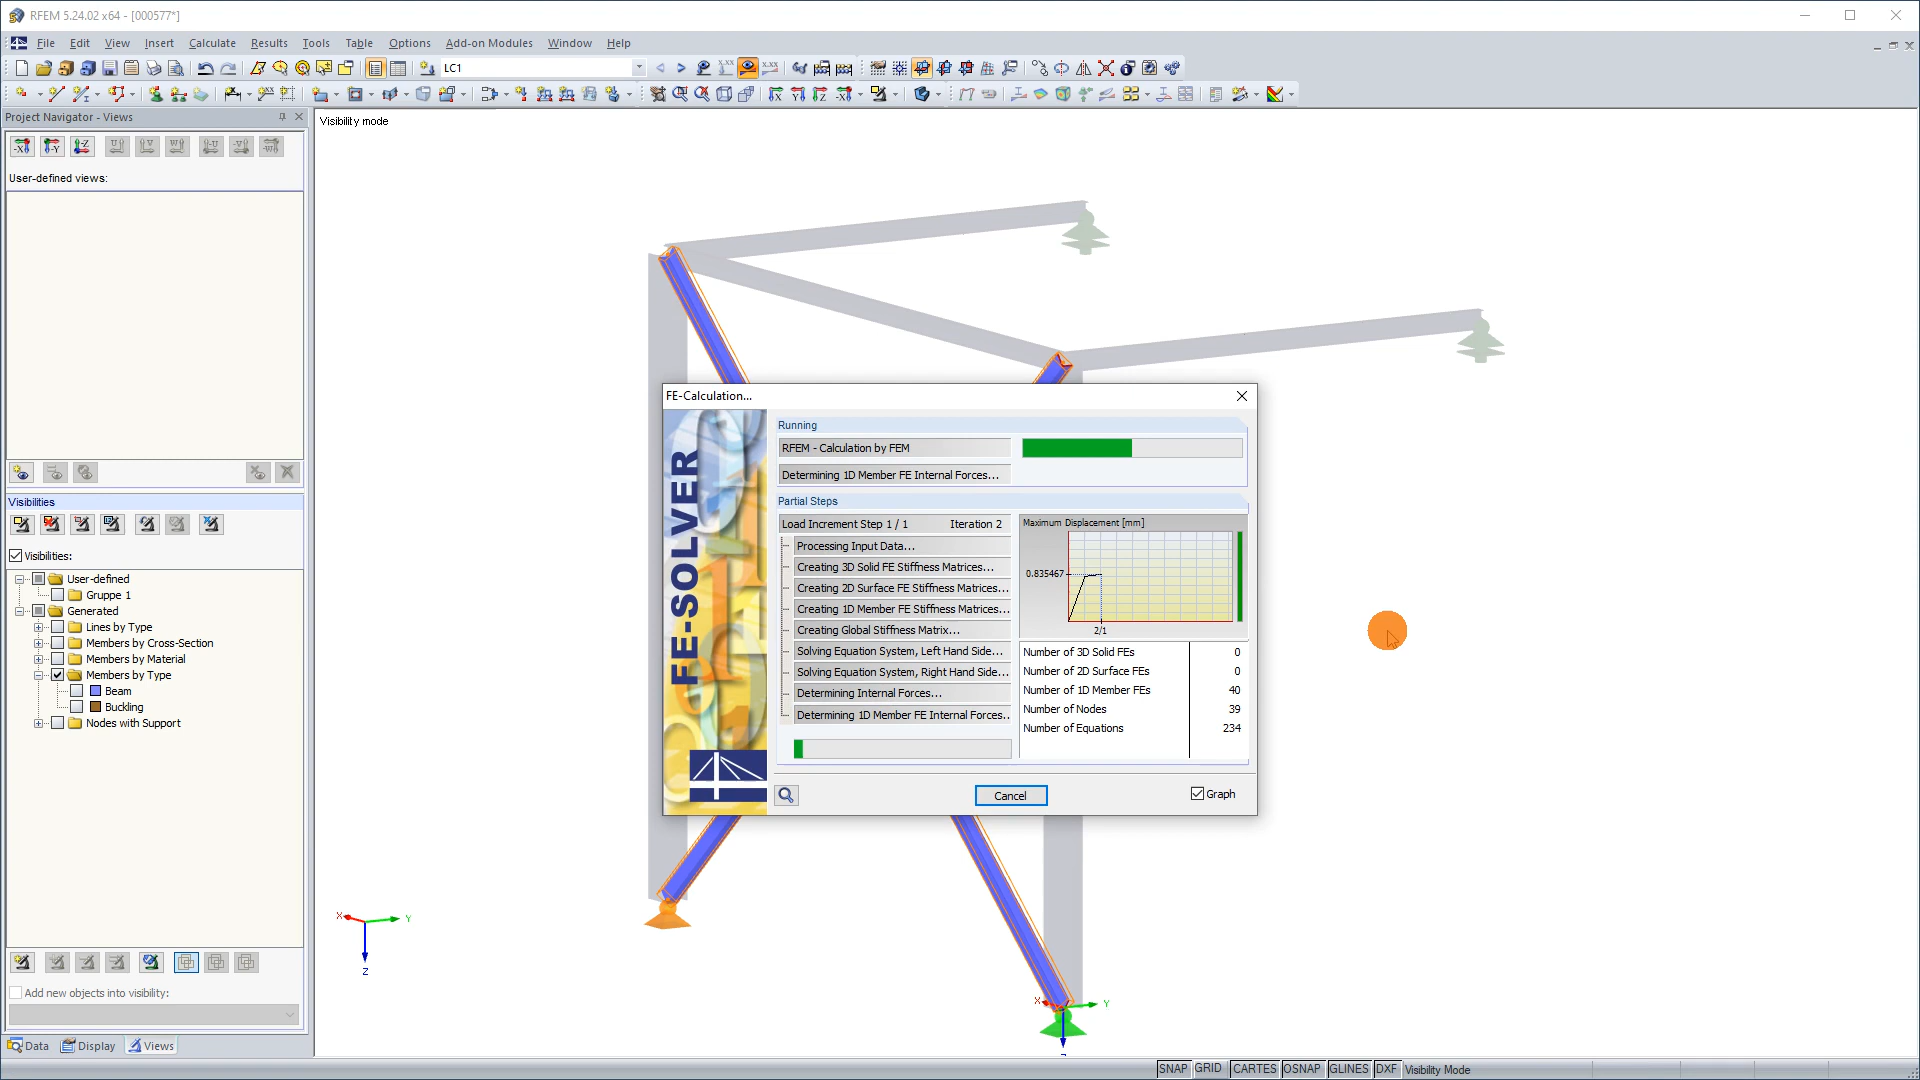 RFEM 5.24.02 x64 - [000577*]
File Edit View Insert Calculate Results Tools Table Options Add-on Modules Window Help
LC1
Project Navigator - Views
Visibility mode
User-defined views:
Visibilities
Visibilities:
User-defined
Gruppe 1
Generated
Lines by Type
Members by Cross-Section
Members by Material
Members by Type
Beam
Buckling
Nodes with Support
Add new objects into visibility:
Data Display Views
FE-Calculation...
FE-SOLVER
Running
RFEM - Calculation by FEM
Determining 1D Member FE Internal Forces...
Partial Steps
Load Increment Step 1 / 1 Iteration 2
Processing Input Data...
Creating 3D Solid FE Stiffness Matrices...
Creating 2D Surface FE Stiffness Matrices...
Creating 1D Member FE Stiffness Matrices...
Creating Global Stiffness Matrix...
Solving Equation System, Left Hand Side...
Solving Equation System, Right Hand Side...
Determining Internal Forces...
Determining 1D Member FE Internal Forces..
Maximum Displacement [mm]
0.835467
2/1
Number of 3D Solid FEs 0
Number of 2D Surface FEs 0
Number of 1D Member FEs 40
Number of Nodes 39
Number of Equations 234
Cancel
Graph
X Y
Z
X Y
SNAP GRID CARTES OSNAP GLINES DXF Visibility Mode